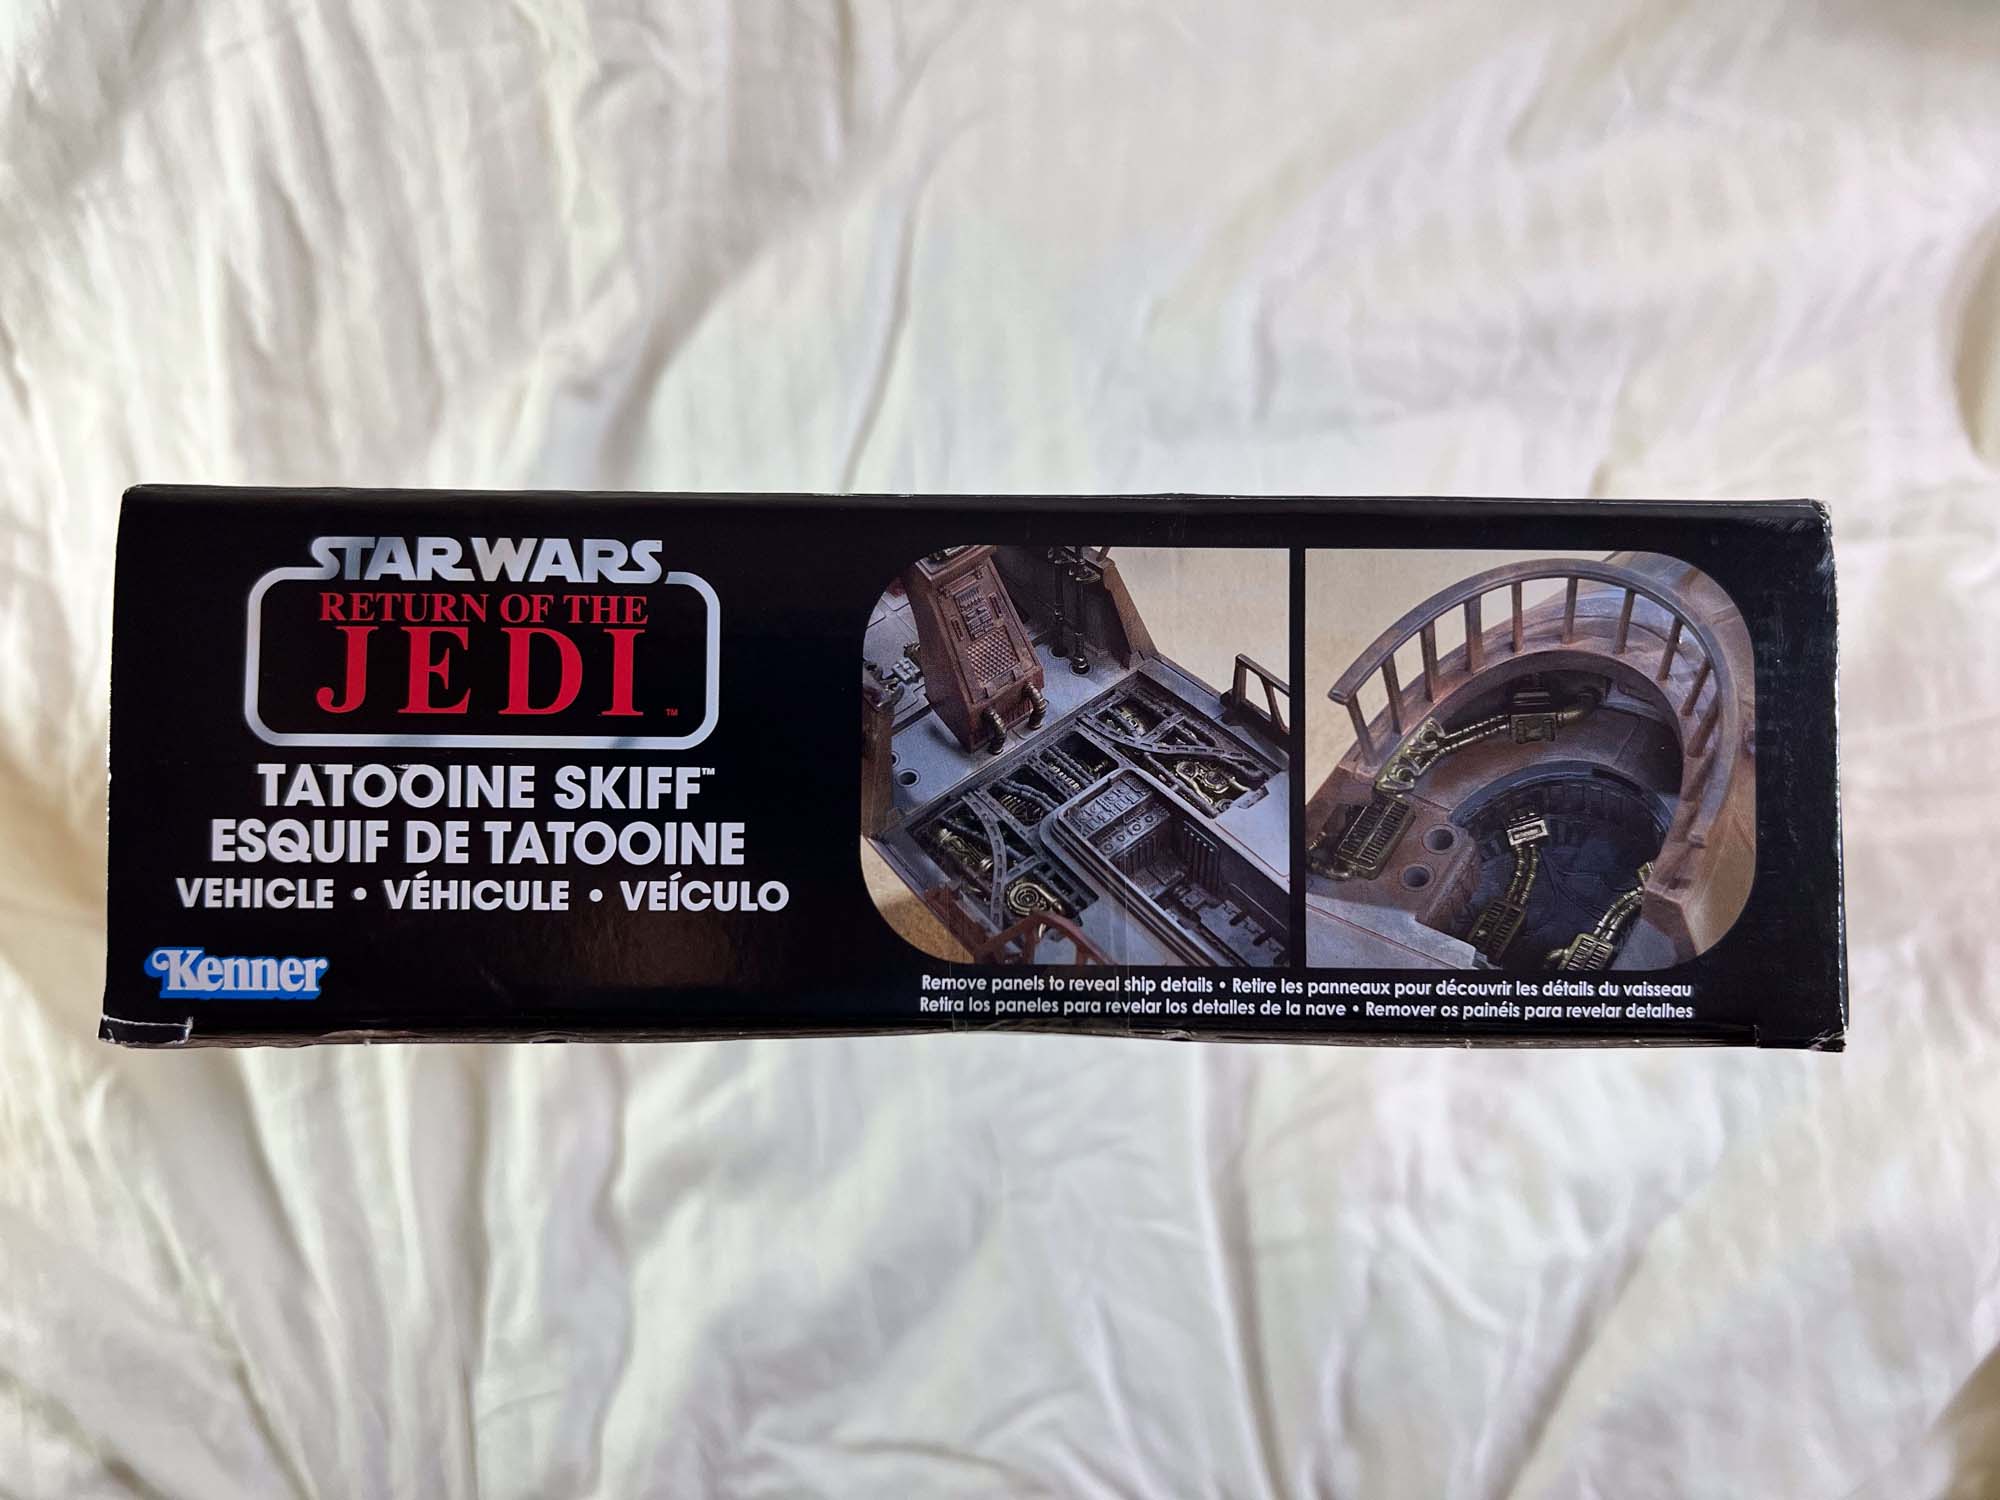 STAR WARS
RETURN OF THE
JEDI ™
TATOOINE SKIFF™
ESQUIF DE TATOOINE
VEHICLE • VÉHICULE • VEÍCULO
Kenner
Remove panels to reveal ship details • Retire les panneaux pour découvrir les détails du vaisseau
Retira los paneles para revelar los detalles de la nave • Remover os painéis para revelar detalhes